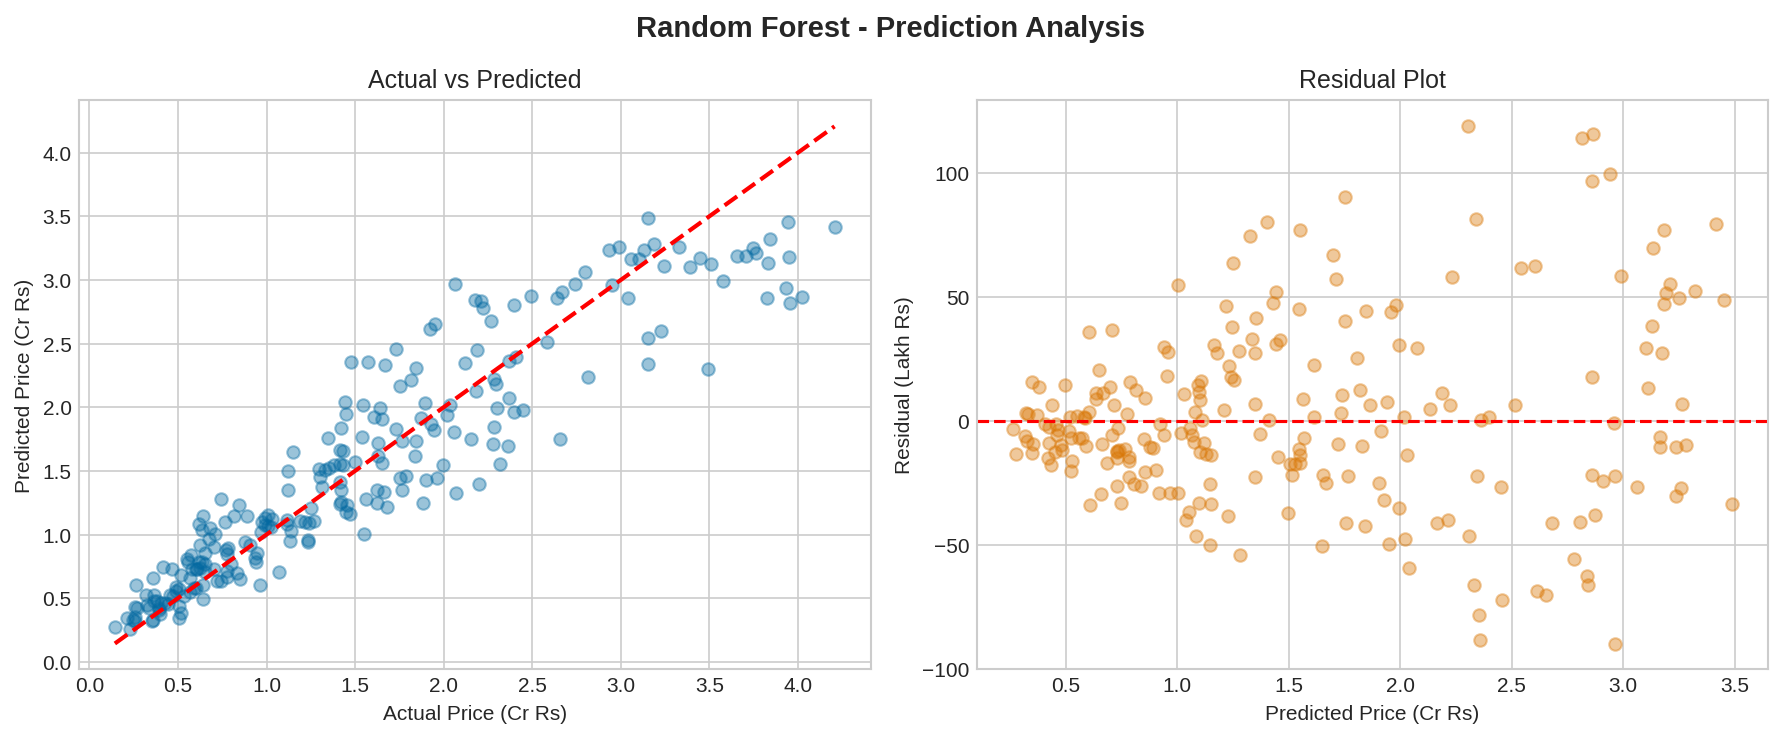 Random Forest - Prediction Analysis
Actual vs Predicted
Predicted Price (Cr Rs)
4.0
3.5
3.0
2.5
2.0
1.5
1.0
0.5
0.0
0.0 0.5 1.0 1.5 2.0 2.5 3.0 3.5 4.0
Actual Price (Cr Rs)
Residual Plot
Residual (Lakh Rs)
100
50
0
−50
−100
0.5 1.0 1.5 2.0 2.5 3.0 3.5
Predicted Price (Cr Rs)